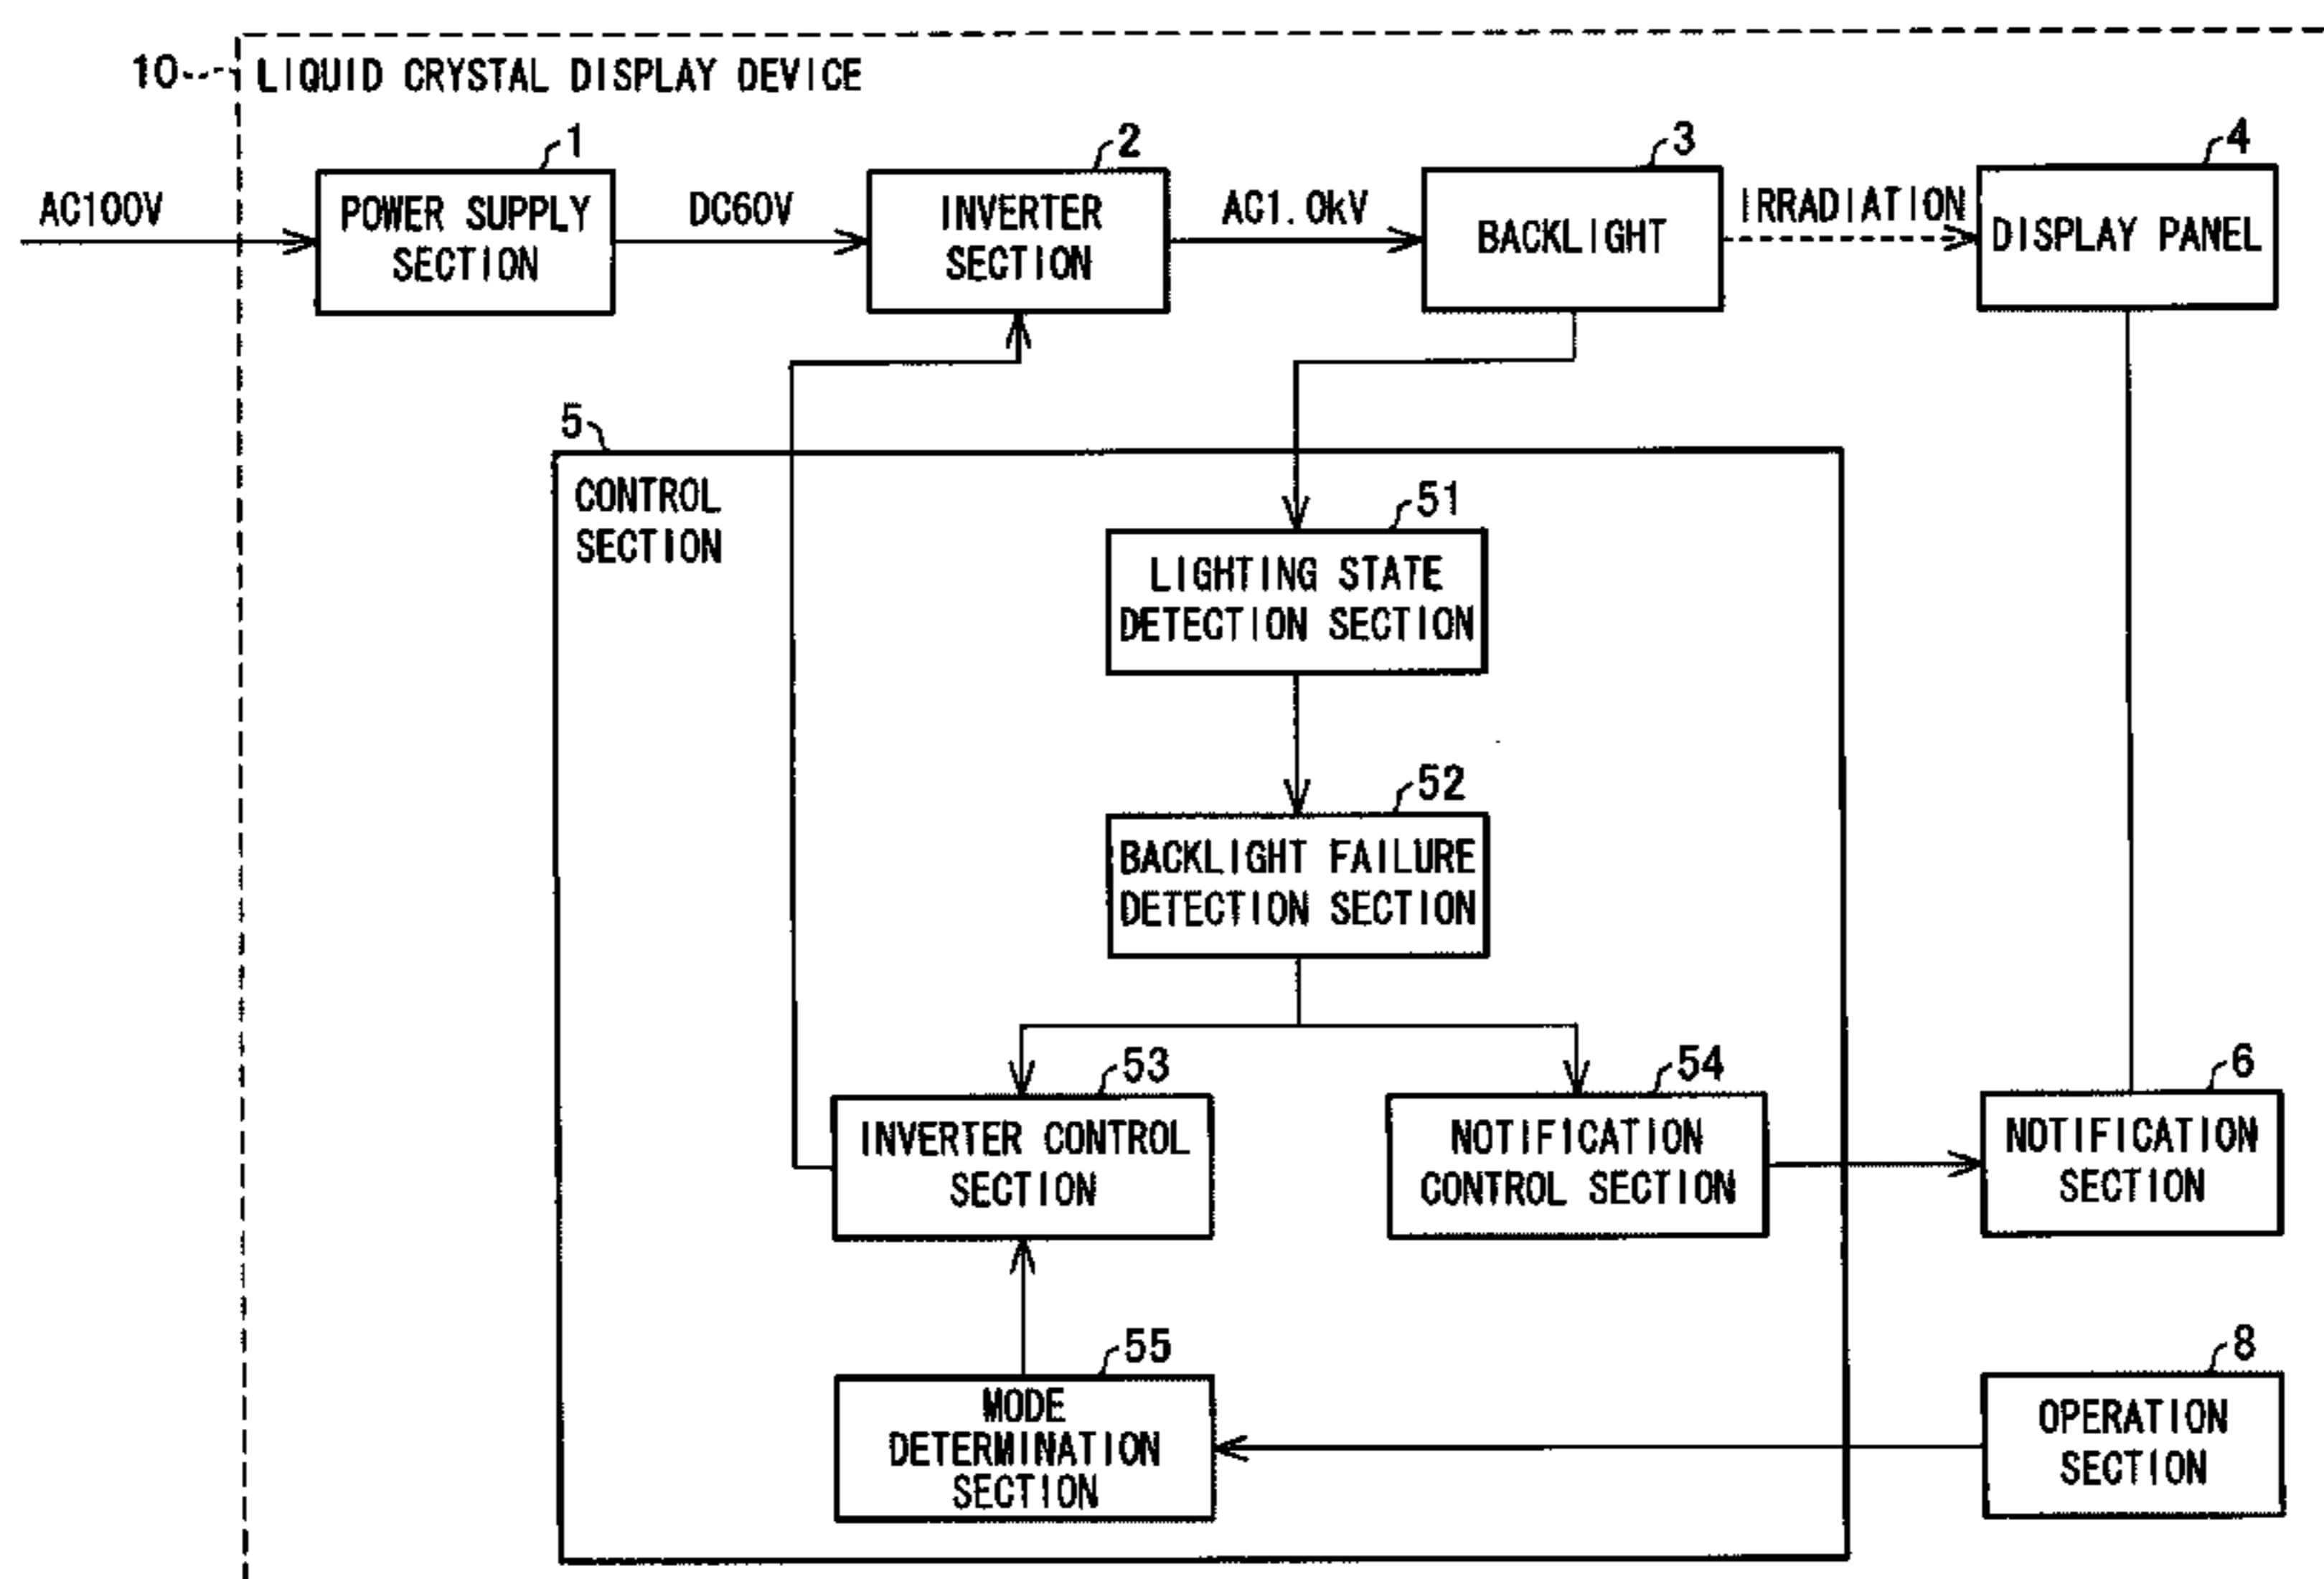 10
LIQUID CRYSTAL DISPLAY DEVICE
1
2
3
4
AC100V
POWER SUPPLY
SECTION
DC60V
INVERTER
SECTION
AC1.0kV
BACKLIGHT
IRRADIATION
DISPLAY PANEL
5
CONTROL
SECTION
51
LIGHTING STATE
DETECTION SECTION
52
BACKLIGHT FAILURE
DETECTION SECTION
53
INVERTER CONTROL
SECTION
54
NOTIFICATION
CONTROL SECTION
6
NOTIFICATION
SECTION
55
MODE
DETERMINATION
SECTION
8
OPERATION
SECTION